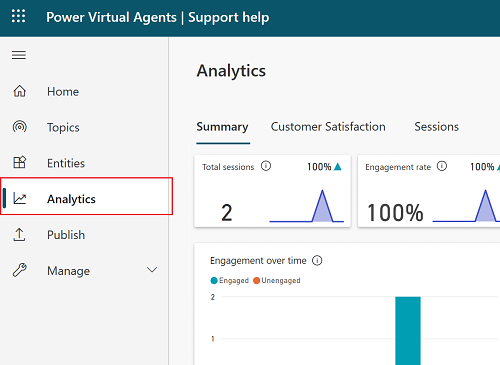 Power Virtual Agents | Support help
Home
Topics
Entities
Analytics
Publish
Manage
Analytics
Summary Customer Satisfaction Sessions
Total sessions 100%
2
Engagement rate 100%
100%
Engagement over time
Engaged Unengaged
2
1